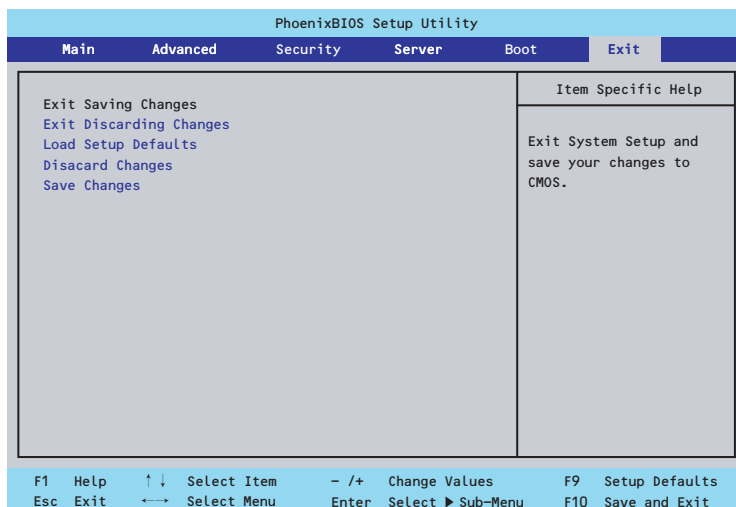 PhoenixBIOS Setup Utility
Main Advanced Security Server Boot Exit
Exit Saving Changes
Exit Discarding Changes
Load Setup Defaults
Disacard Changes
Save Changes
Item Specific Help
Exit System Setup and
save your changes to
CMOS.
F1 Help ↑↓ Select Item - /+ Change Values F9 Setup Defaults
Esc Exit ←→ Select Menu Enter Select ▶ Sub-Menu F10 Save and Exit